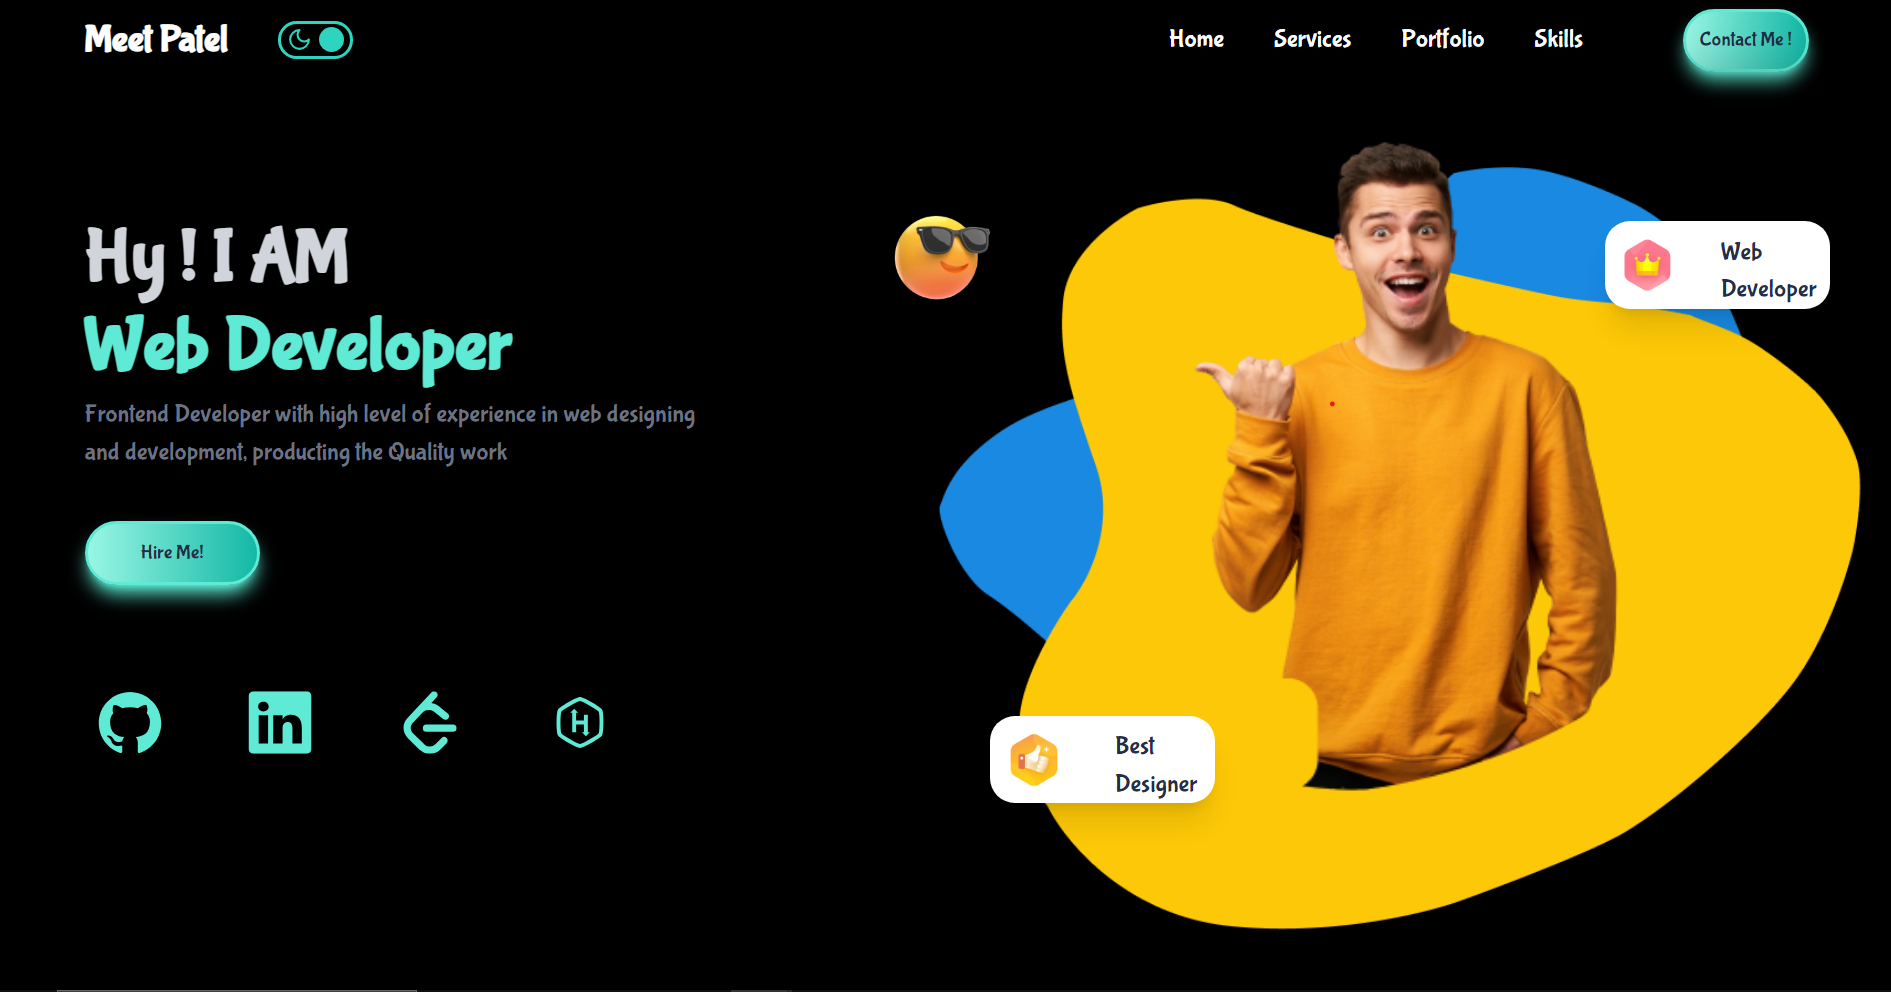 Meet Patel
Home
Services
Portfolio
Skills
Contact Me !
Hy ! I AM
Web Developer
Frontend Developer with high level of experience in web designing
and development, producting the Quality work
Hire Me!
in
H
Web
Developer
Best
Designer